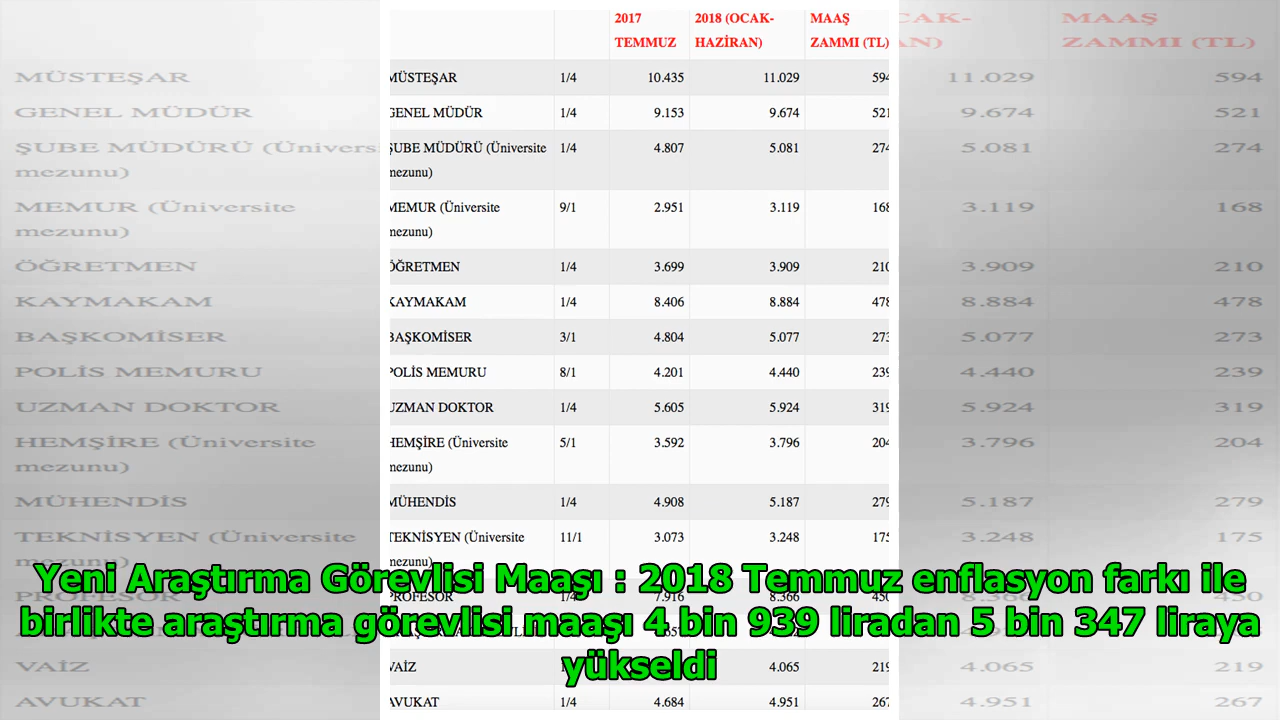 2017 TEMMUZ 2018 (OCAK-HAZİRAN) MAAŞ ZAMMI (TL)
MÜSTEŞAR 1/4 10.435 11.029 594
GENEL MÜDÜR 1/4 9.153 9.674 521
ŞUBE MÜDÜRÜ (Üniversite 1/4 4.807 5.081 274
mezunu)
MEMUR (Üniversite 9/1 2.951 3.119 168
mezunu)
ÖĞRETMEN 1/4 3.699 3.909 210
KAYMAKAM 1/4 8.406 8.884 478
BAŞKOMİSER 3/1 4.804 5.077 273
POLİS MEMURU 8/1 4.201 4.440 239
UZMAN DOKTOR 1/4 5.605 5.924 319
HEMŞİRE (Üniversite 5/1 3.592 3.796 204
mezunu)
MÜHENDİS 1/4 4.908 5.187 279
TEKNİSYEN (Üniversite 11/1 3.073 3.248 175
mezunu)
PROFESÖR 1/4 7.916 8.366 450
Yeni Araştırma Görevlisi Maaşı : 2018 Temmuz enflasyon farkı ile
birlikte araştırma görevlisi maaşı 4 bin 939 liradan 5 bin 347 liraya
yükseldi
VAİZ 4.065 219
AVUKAT 1/4 4.684 4.951 267